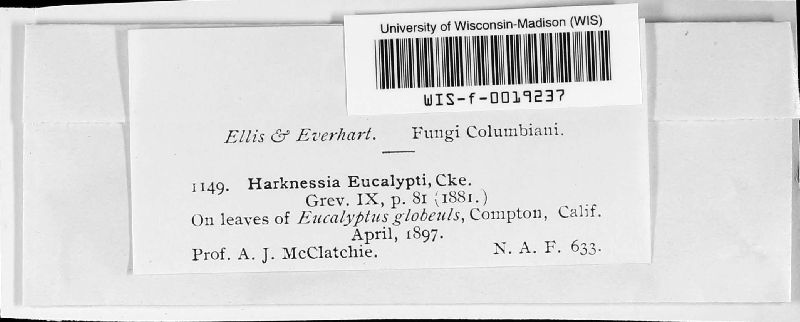 University of Wisconsin-Madison (WIS)
WIS-f-0019237
Ellis & Everhart. Fungi Columbiani.
1149. Harknessia Eucalypti, Cke.
Grev. IX, p. 81 (1881.)
On leaves of Eucalyptus globeuls, Compton, Calif.
April, 1897.
Prof. A. J. McClatchie. N. A. F. 633.